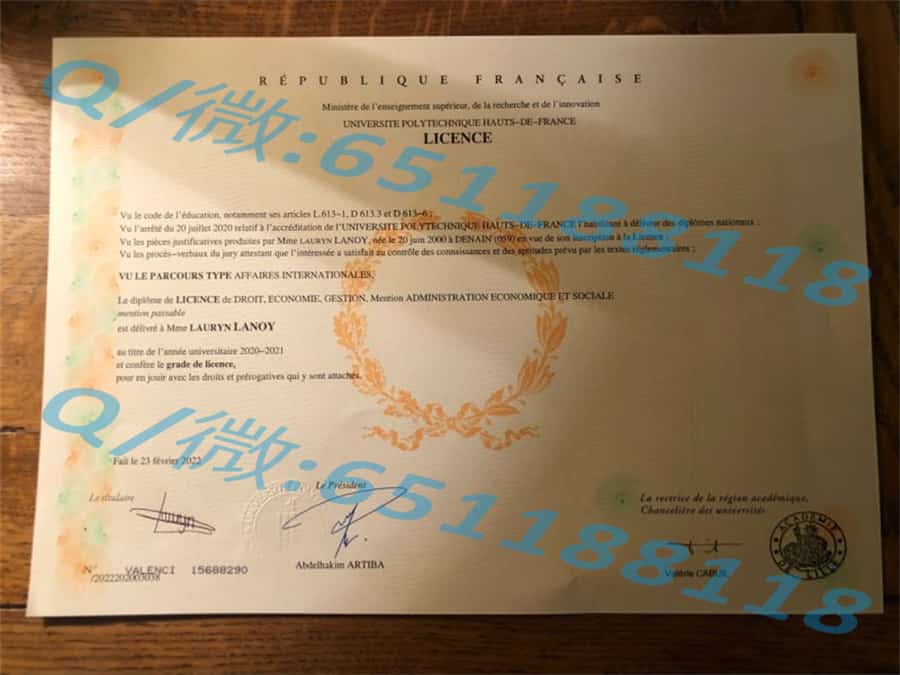 RÉPUBLIQUE FRANÇAISE
Ministère de l'enseignement supérieur, de la recherche et de l'innovation
UNIVERSITE POLYTECHNIQUE HAUTS-DE-FRANCE
LICENCE
Q/微:651188118
Vu le code de l'éducation, notamment ses articles L.613-1, D 613.3 et D 613-6 ;
Vu l'arrêté du 20 juillet 2020 relatif à l'accréditation de L'UNIVERSITE POLYTECHNIQUE HAUTS-DE-FRANCE l'habilitant à délivrer des diplômes nationaux ;
Vu les pièces justificatives produites par Mme LAURYN LANOY, née le 20 juin 2000 à DENAIN (059) en vue de son inscription à la Licence ;
Vu les procès-verbaux du jury attestant que l'intéressée a satisfait au contrôle des connaissances et des aptitudes prévu par les textes réglementaires ;
VU LE PARCOURS TYPE AFFAIRES INTERNATIONALES,
Le diplôme de LICENCE de DROIT, ECONOMIE, GESTION, Mention ADMINISTRATION ECONOMIQUE ET SOCIALE
mention passable
est délivré à Mme LAURYN LANOY
au titre de l'année universitaire 2020-2021
et confère le grade de licence,
pour en jouir avec les droits et prérogatives qui y sont attachés.
Q/微:651188118
Fait le 23 février 2022
Le titulaire
Le Président
La rectrice de la région académique,
Chancelière des universités
Abdelhakim ARTIBA
Valérie CABUIL
ACADEMIE DE LILLE
N° VALENCI 15688290
/2022202003038